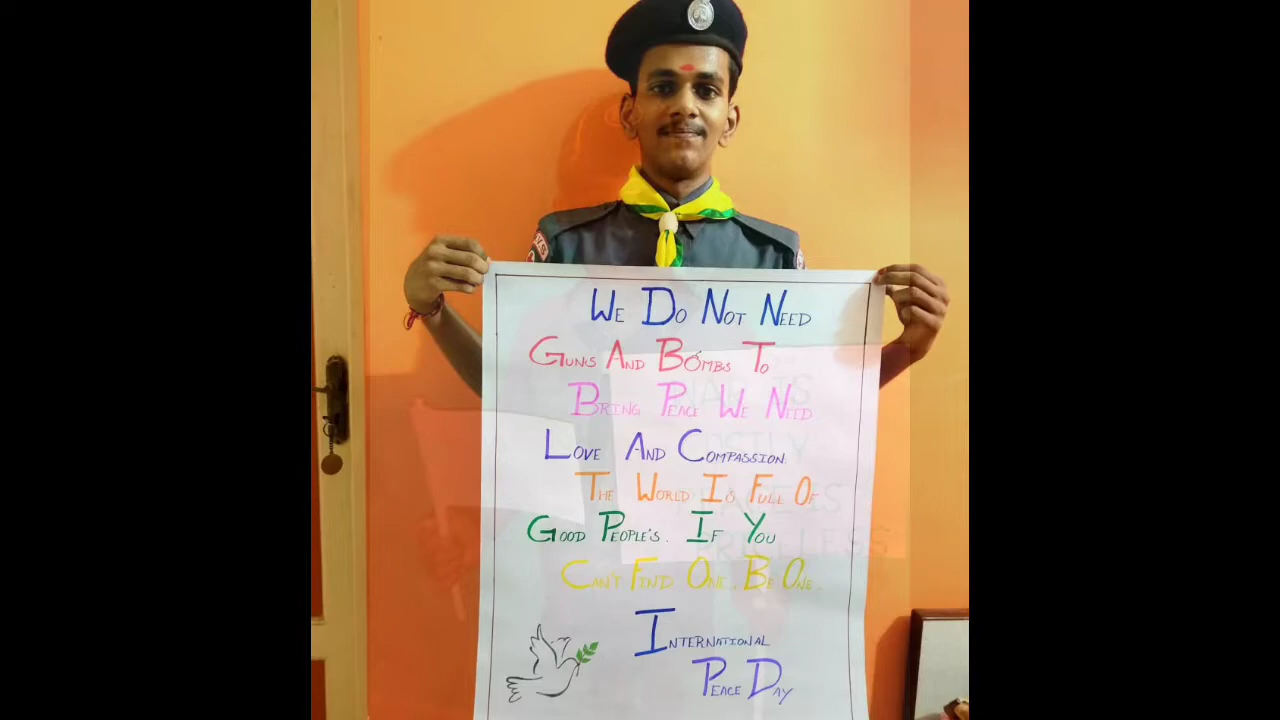 We Do Not Need
Guns And Bombs To
Bring Peace We Need
Love And Compassion.
The World Is Full Of
Good People's. If You
Can't Find One, Be One.
International
Peace Day